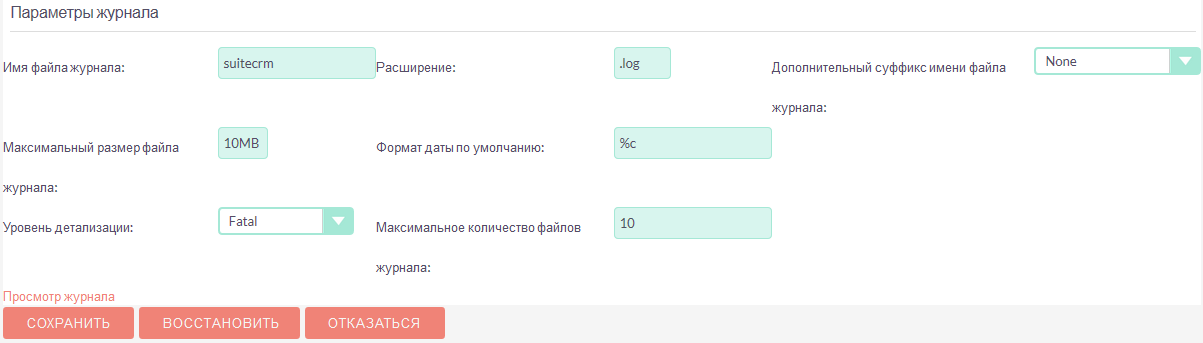 Параметры журнала
Имя файла журнала: suitecrm Расширение: .log Дополнительный суффикс имени файла журнала: None
Максимальный размер файла журнала: 10MB Формат даты по умолчанию: %c
Уровень детализации: Fatal Максимальное количество файлов журнала: 10
Просмотр журнала
СОХРАНИТЬ ВОССТАНОВИТЬ ОТКАЗАТЬСЯ